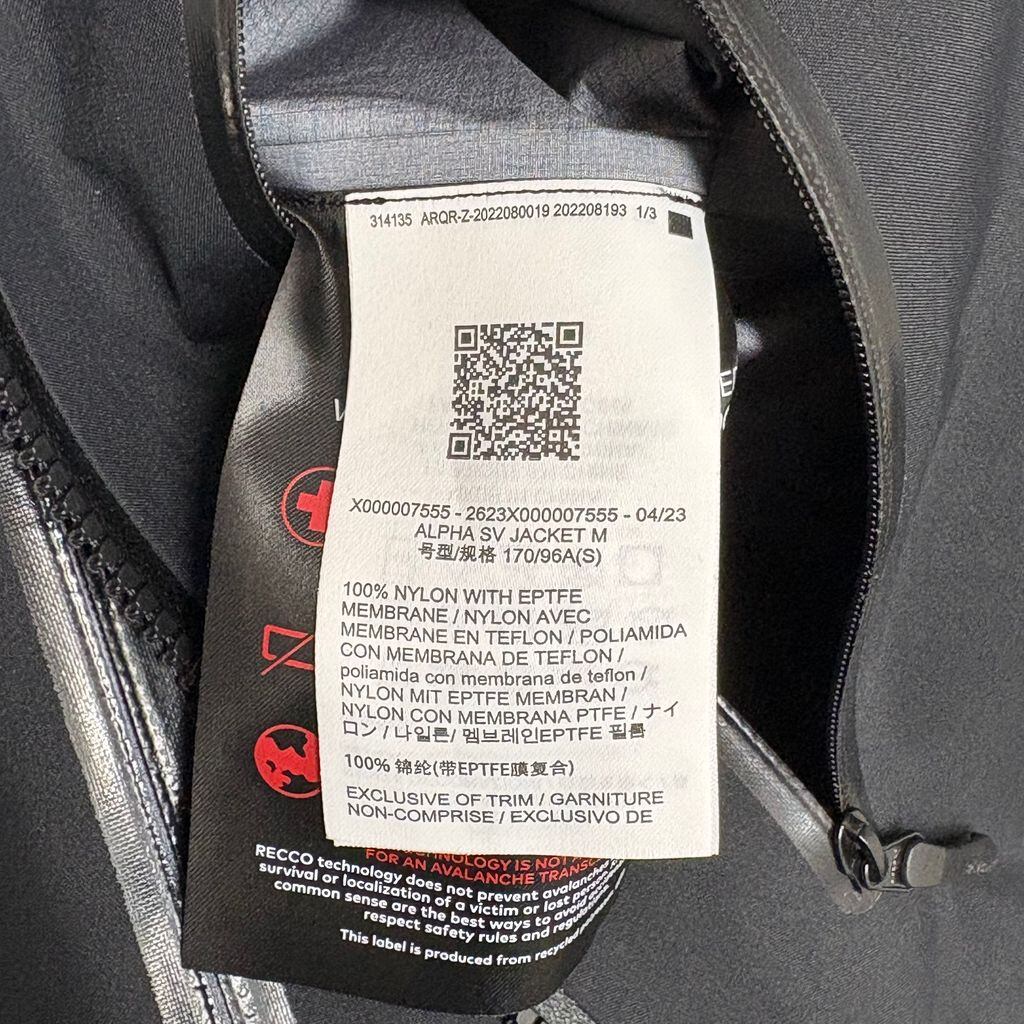 314135 ARQR-Z-2022080019 202208193 1/3
X000007555 - 2623X000007555 - 04/23
ALPHA SV JACKET M
号型/规格 170/96A(S)
100% NYLON WITH EPTFE
MEMBRANE / NYLON AVEC
MEMBRANE EN TEFLON / POLIAMIDA
CON MEMBRANA DE TEFLON /
poliamida con membrana de teflon /
NYLON MIT EPTFE MEMBRAN /
NYLON CON MEMBRANA PTFE / ナイ
ロン / 나일론/ 멤브레인EPTFE 필름
100% 锦纶(带EPTFE膜复合)
EXCLUSIVE OF TRIM / GARNITURE
NON-COMPRISE / EXCLUSIVO DE
TECHNOLOGY IS NOT
FOR AN AVALANCHE
RECCO technology does not prevent avalanches
survival or localization of a victim or lost
common sense are the best ways to avoid
respect safety rules and
This label is produced from recycled